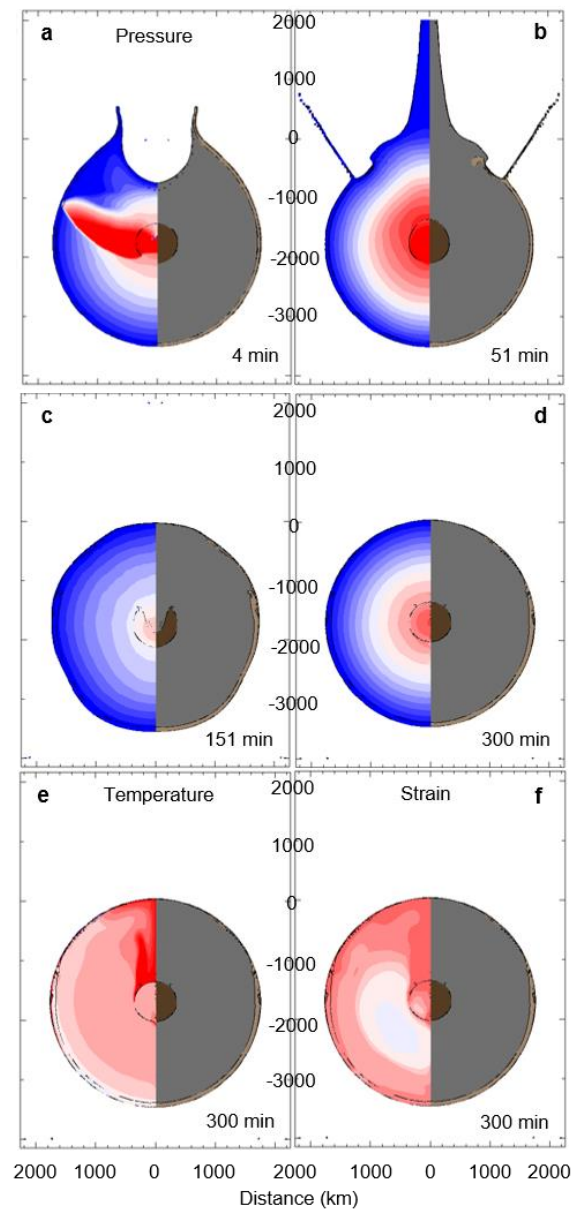 a Pressure 2000 b
1000
0
-1000
-2000
-3000
4 min 51 min
c 2000 d
1000
0
-1000
-2000
-3000
151 min 300 min
e Temperature 2000 Strain f
1000
0
-1000
-2000
-3000
300 min 300 min
2000 1000 0 1000 2000 1000 0 1000 2000
Distance (km)